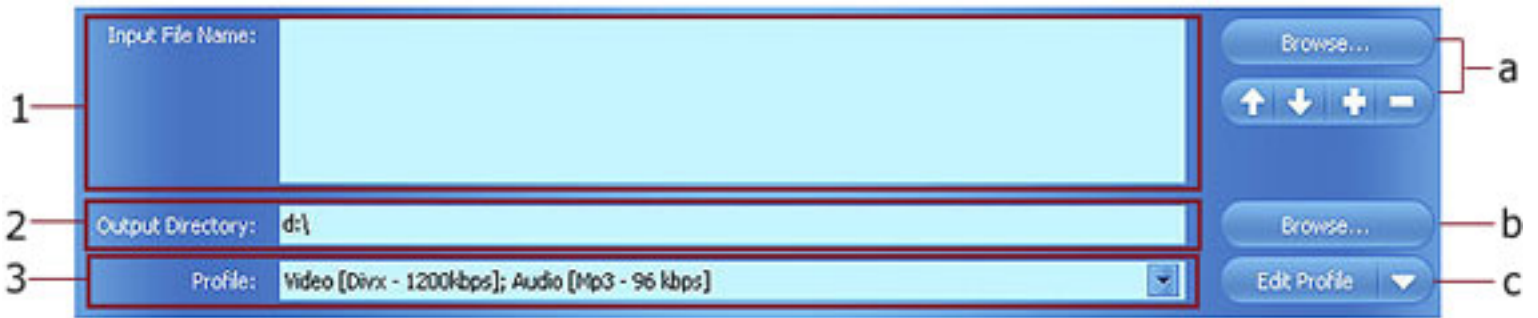 Input File Name:
Browse...
a
1
2
Output Directory:
d:\
Browse...
b
3
Profile:
Video [Divx - 1200kbps]; Audio [Mp3 - 96 kbps]
Edit Profile
c